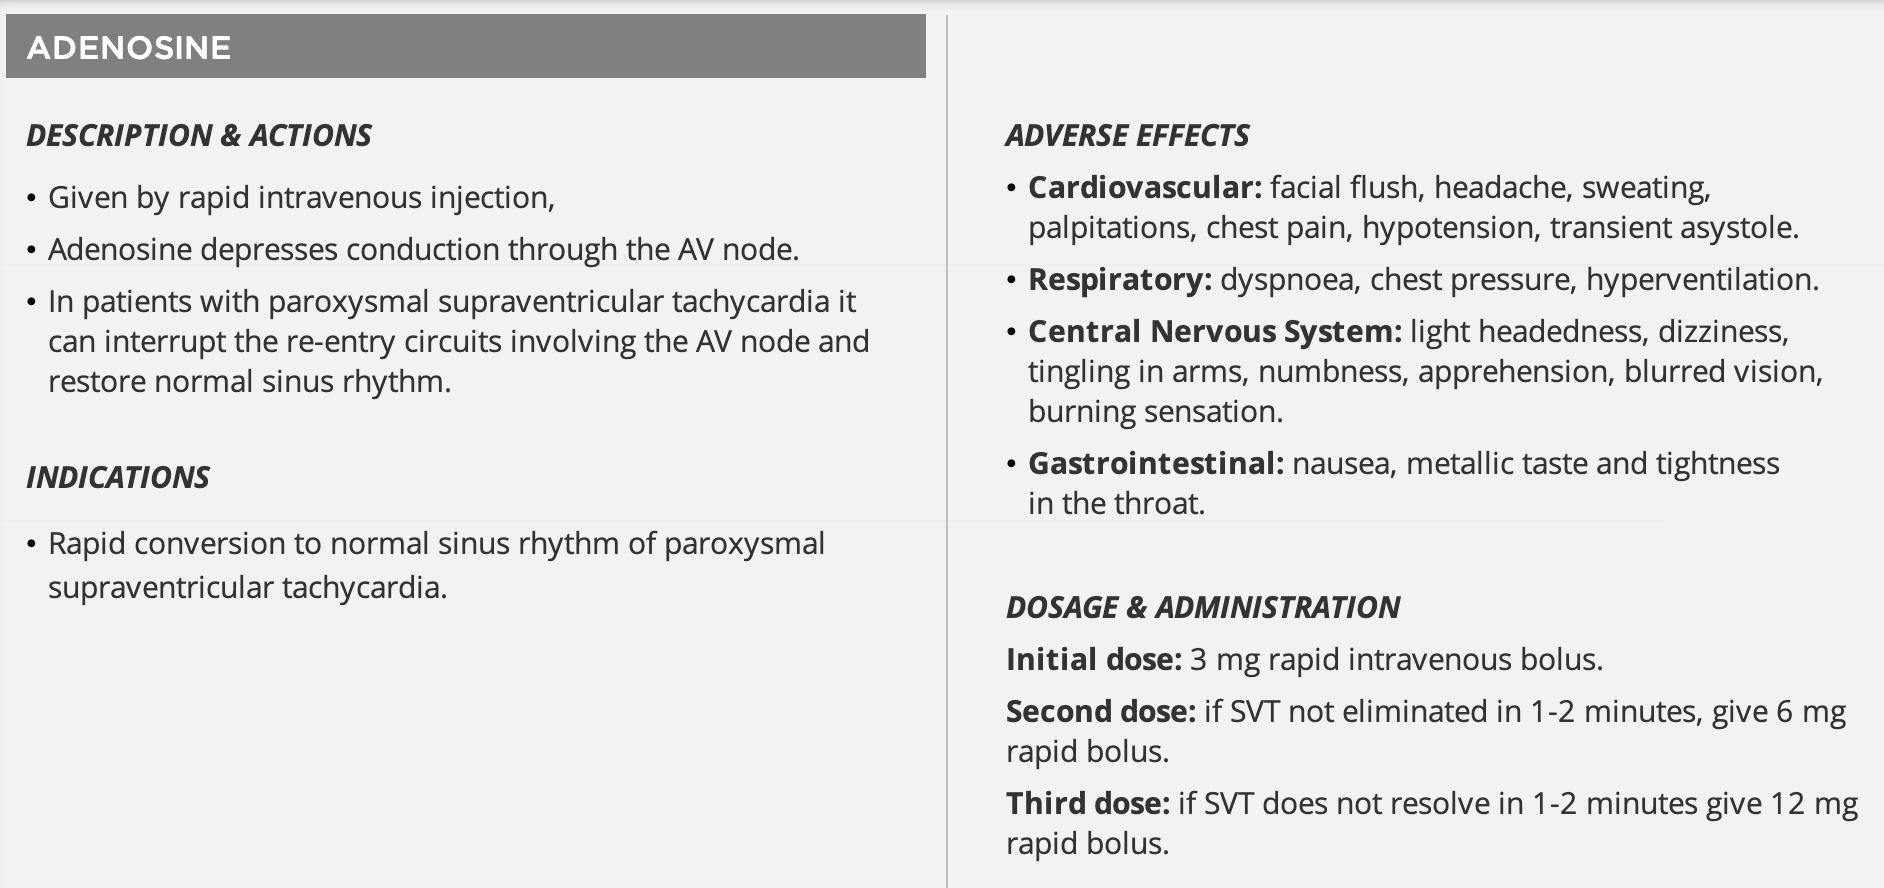 ADENOSINE
DESCRIPTION & ACTIONS
• Given by rapid intravenous injection,
• Adenosine depresses conduction through the AV node.
• In patients with paroxysmal supraventricular tachycardia it
can interrupt the re-entry circuits involving the AV node and
restore normal sinus rhythm.
INDICATIONS
• Rapid conversion to normal sinus rhythm of paroxysmal
supraventricular tachycardia.
ADVERSE EFFECTS
• Cardiovascular: facial flush, headache, sweating,
palpitations, chest pain, hypotension, transient asystole.
• Respiratory: dyspnoea, chest pressure, hyperventilation.
• Central Nervous System: light headedness, dizziness,
tingling in arms, numbness, apprehension, blurred vision,
burning sensation.
• Gastrointestinal: nausea, metallic taste and tightness
in the throat.
DOSAGE & ADMINISTRATION
Initial dose: 3 mg rapid intravenous bolus.
Second dose: if SVT not eliminated in 1-2 minutes, give 6 mg
rapid bolus.
Third dose: if SVT does not resolve in 1-2 minutes give 12 mg
rapid bolus.